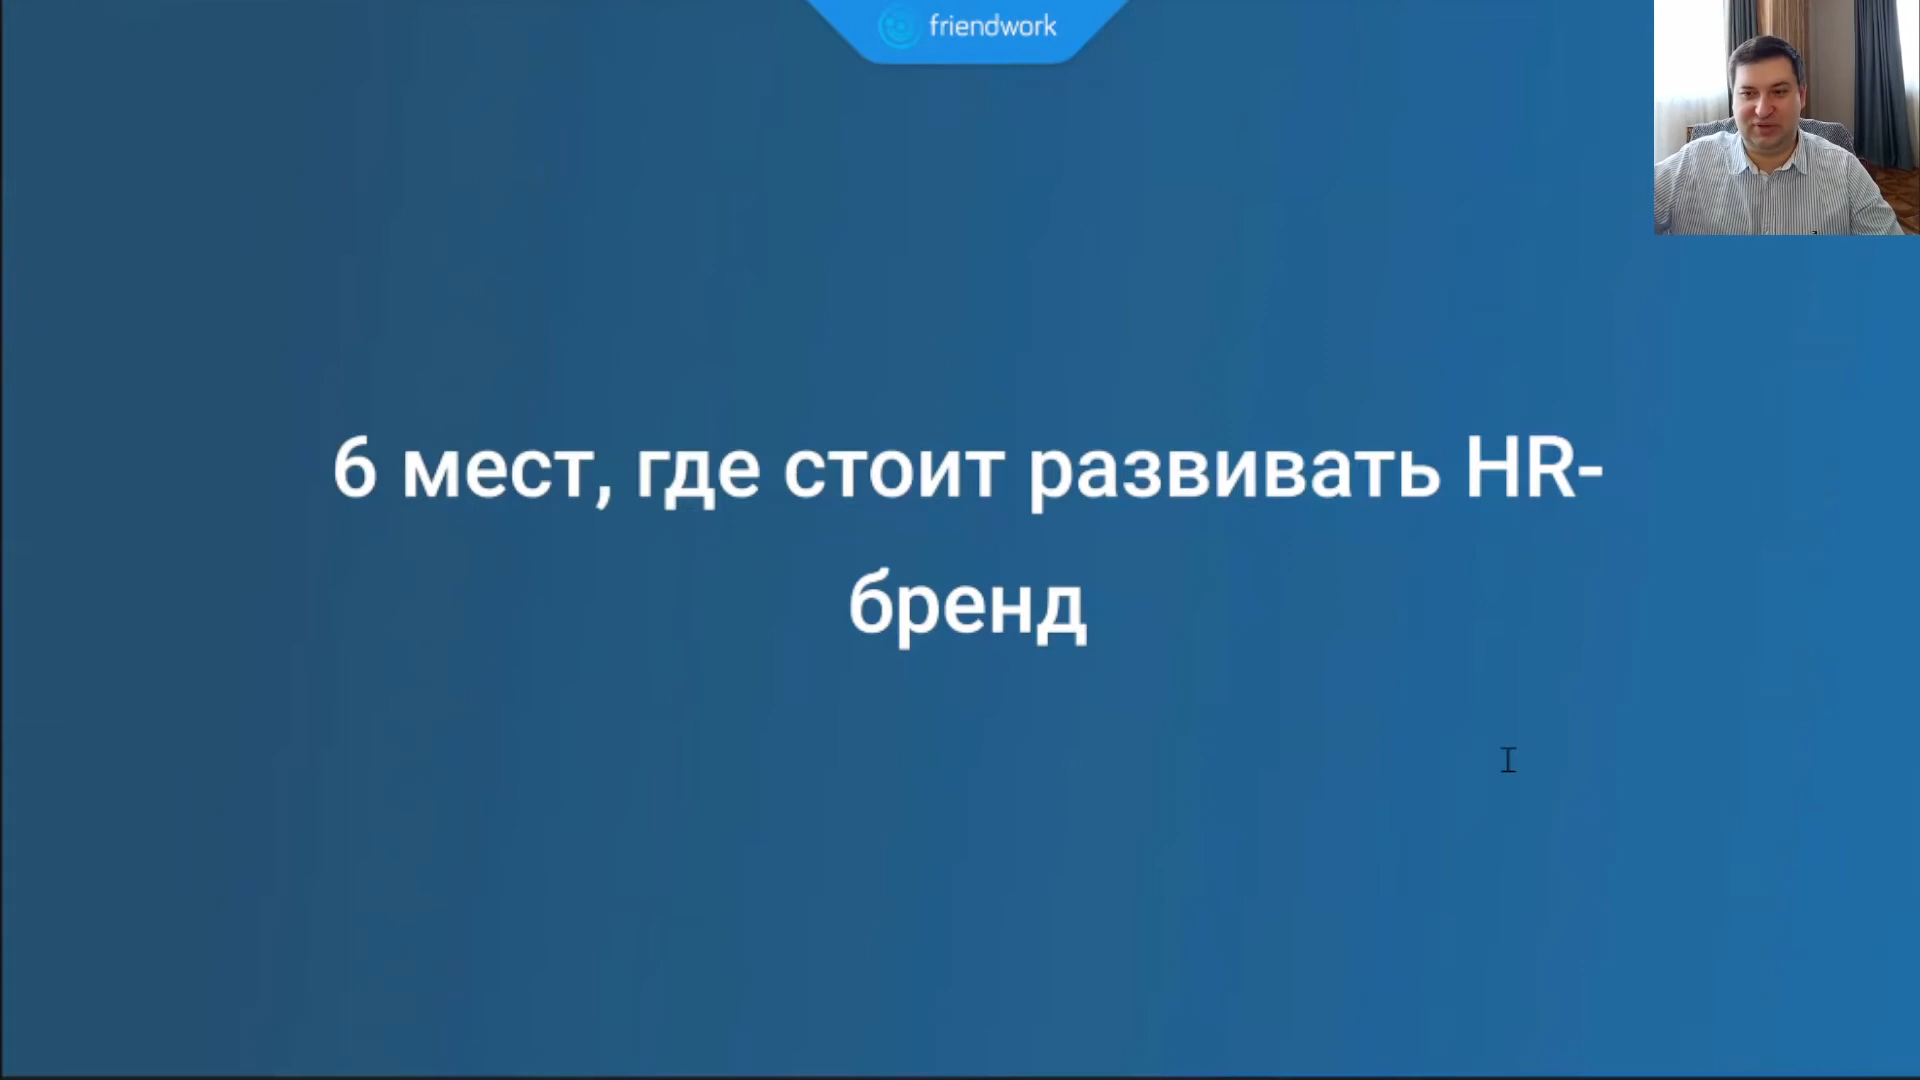 friendwork
6 мест, где стоит развивать HR-
бренд